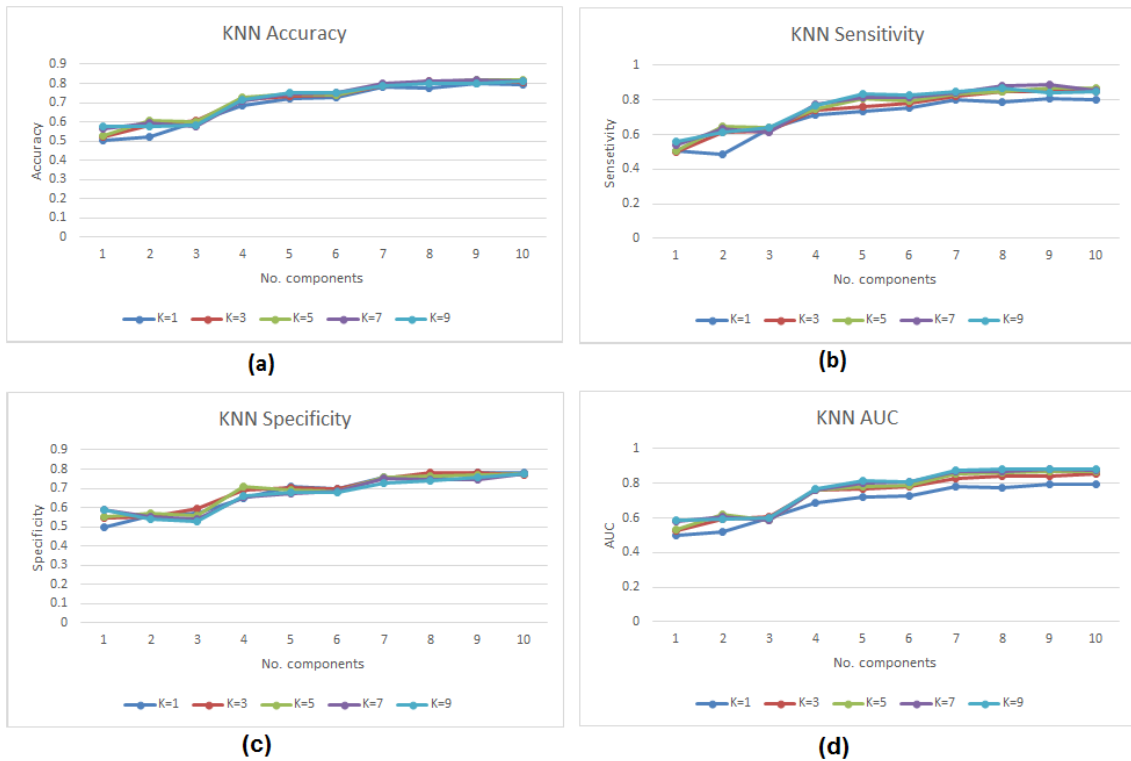 KNN Accuracy
0.9
0.8
0.7
0.6
0.5
0.4
0.3
0.2
0.1
0
Accuracy
1 2 3 4 5 6 7 8 9 10
No. components
K=1 K=3 K=5 K=7 K=9
(a)
KNN Sensitivity
1
0.8
0.6
0.4
0.2
0
Sensetivity
1 2 3 4 5 6 7 8 9 10
No. components
K=1 K=3 K=5 K=7 K=9
(b)
KNN Specificity
0.9
0.8
0.7
0.6
0.5
0.4
0.3
0.2
0.1
0
Specificity
1 2 3 4 5 6 7 8 9 10
No. components
K=1 K=3 K=5 K=7 K=9
(c)
KNN AUC
1
0.8
0.6
0.4
0.2
0
AUC
1 2 3 4 5 6 7 8 9 10
No. components
K=1 K=3 K=5 K=7 K=9
(d)